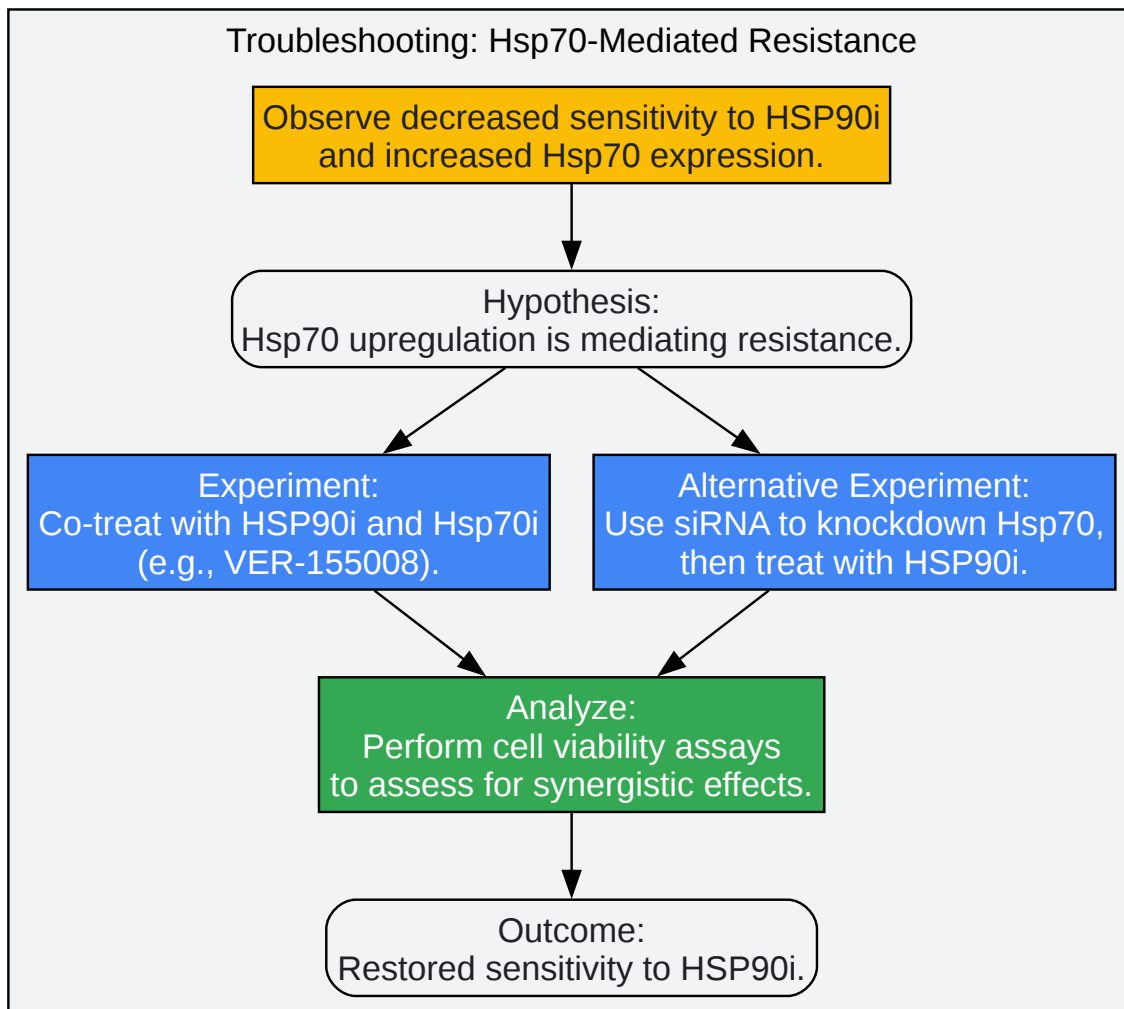 Troubleshooting: Hsp70-Mediated Resistance
Observe decreased sensitivity to HSP90i
and increased Hsp70 expression.
Hypothesis:
Hsp70 upregulation is mediating resistance.
Experiment:
Co-treat with HSP90i and Hsp70i
(e.g., VER-155008).
Alternative Experiment:
Use siRNA to knockdown Hsp70,
then treat with HSP90i.
Analyze:
Perform cell viability assays
to assess for synergistic effects.
Outcome:
Restored sensitivity to HSP90i.